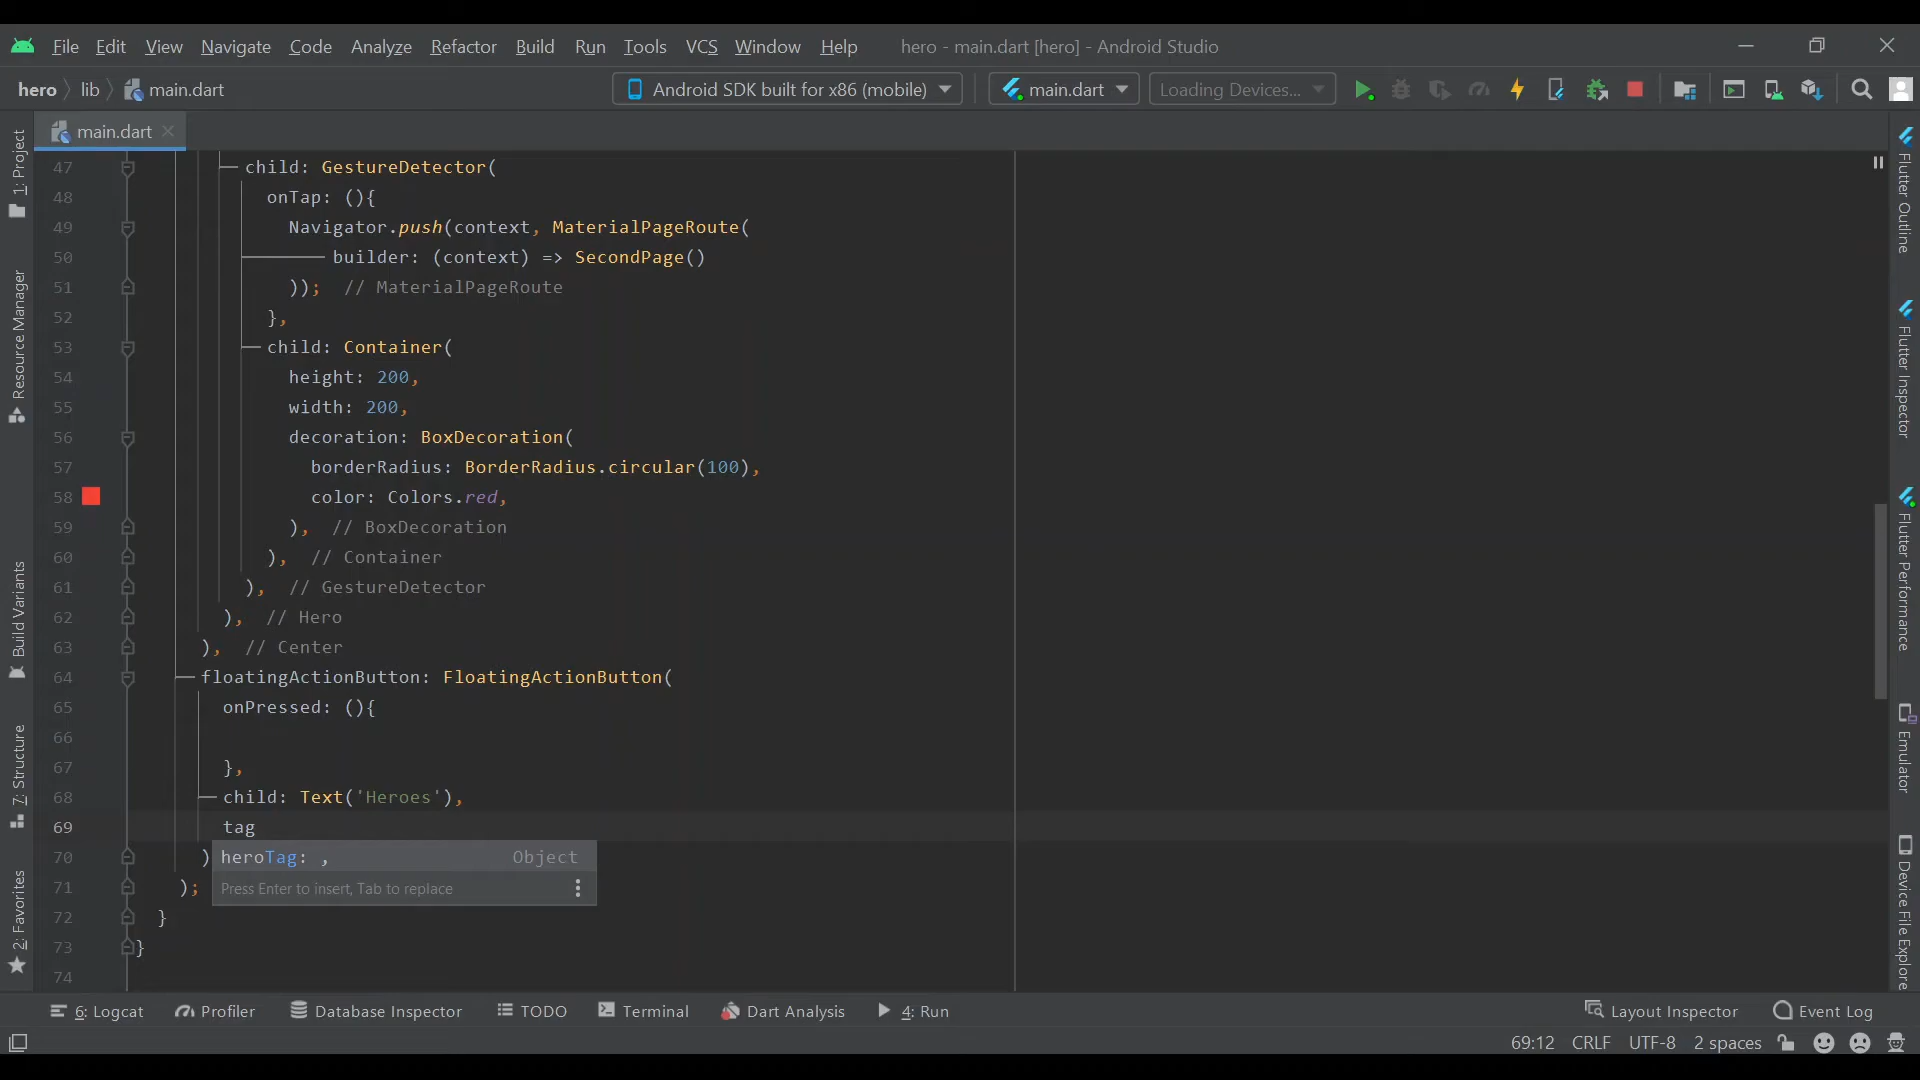 File Edit View Navigate Code Analyze Refactor Build Run Tools VCS Window Help hero - main.dart [hero] - Android Studio
hero lib main.dart Android SDK built for x86 (mobile) main.dart Loading Devices...
main.dart
47 child: GestureDetector(
48 onTap: (){
49 Navigator.push(context, MaterialPageRoute(
50 builder: (context) => SecondPage()
51 )); // MaterialPageRoute
52 },
53 child: Container(
54 height: 200,
55 width: 200,
56 decoration: BoxDecoration(
57 borderRadius: BorderRadius.circular(100),
58 color: Colors.red,
59 ), // BoxDecoration
60 ), // Container
61 ), // GestureDetector
62 ), // Hero
63 ), // Center
64 floatingActionButton: FloatingActionButton(
65 onPressed: (){
66
67 },
68 child: Text('Heroes'),
69 tag
70 ) heroTag: , Object
71 ); Press Enter to insert, Tab to replace
72 }
73 }
74
1: Project
Resource Manager
Build Variants
7: Structure
2: Favorites
Flutter Outline
Flutter Inspector
Flutter Performance
Emulator
Device File Explore
6: Logcat Profiler Database Inspector TODO Terminal Dart Analysis 4: Run Layout Inspector Event Log
69:12 CRLF UTF-8 2 spaces